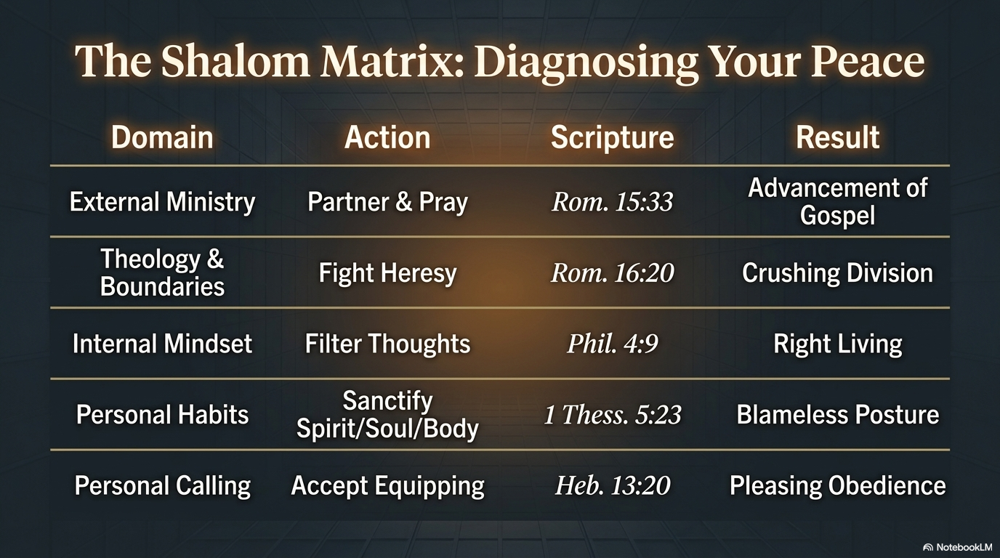 The Shalom Matrix: Diagnosing Your Peace
Domain Action Scripture Result
External Ministry Partner & Pray Rom. 15:33 Advancement of
Gospel
Theology &
Boundaries Fight Heresy Rom. 16:20 Crushing Division
Internal Mindset Filter Thoughts Phil. 4:9 Right Living
Personal Habits Sanctify
Spirit/Soul/Body 1 Thess. 5:23 Blameless Posture
Personal Calling Accept Equipping Heb. 13:20 Pleasing Obedience
NotebookLM